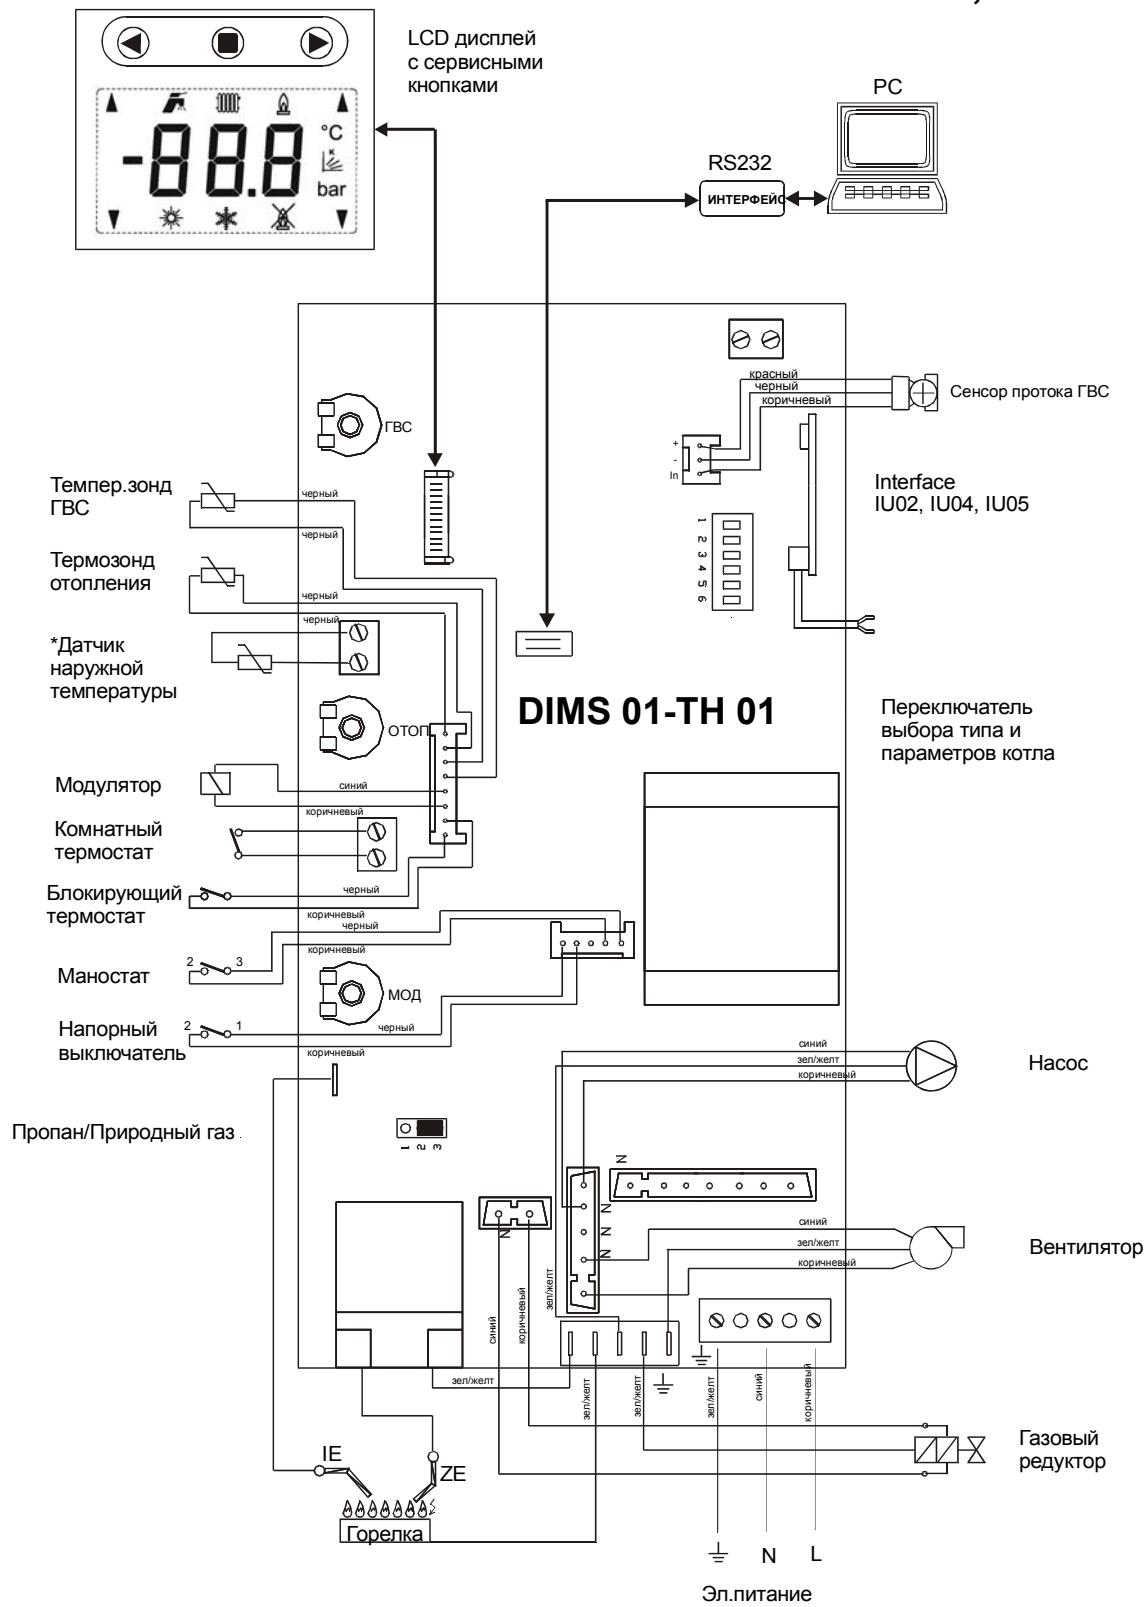 LCD дисплей
с сервисными
кнопками
-88.8
°C
K
bar
PC
RS232
ИНТЕРФЕЙС
красный
черный
коричневый
Сенсор протока ГВС
ГВС
+
-
In
Interface
IU02, IU04, IU05
Темпер.зонд
ГВС
черный
черный
1
2
3
4
5
6
Термозонд
отопления
черный
черный
*Датчик
наружной
температуры
DIMS 01-TH 01
Переключатель
выбора типа и
параметров котла
ОТОП
Модулятор
синий
коричневый
Комнатный
термостат
Блокирующий
термостат
черный
коричневый
черный
Маностат
2
3
коричневый
МОД
Напорный
выключатель
2
1
черный
коричневый
синий
зел/желт
коричневый
Насос
Пропан/Природный газ
1 2 3
N
N
N
N
N
синий
зел/желт
коричневый
Вентилятор
зел/желт
синий
коричневый
зел/желт
зел/желт
зел/желт
зел/желт
синий
коричневый
Газовый
редуктор
IE
ZE
Горелка
N
L
Эл.питание